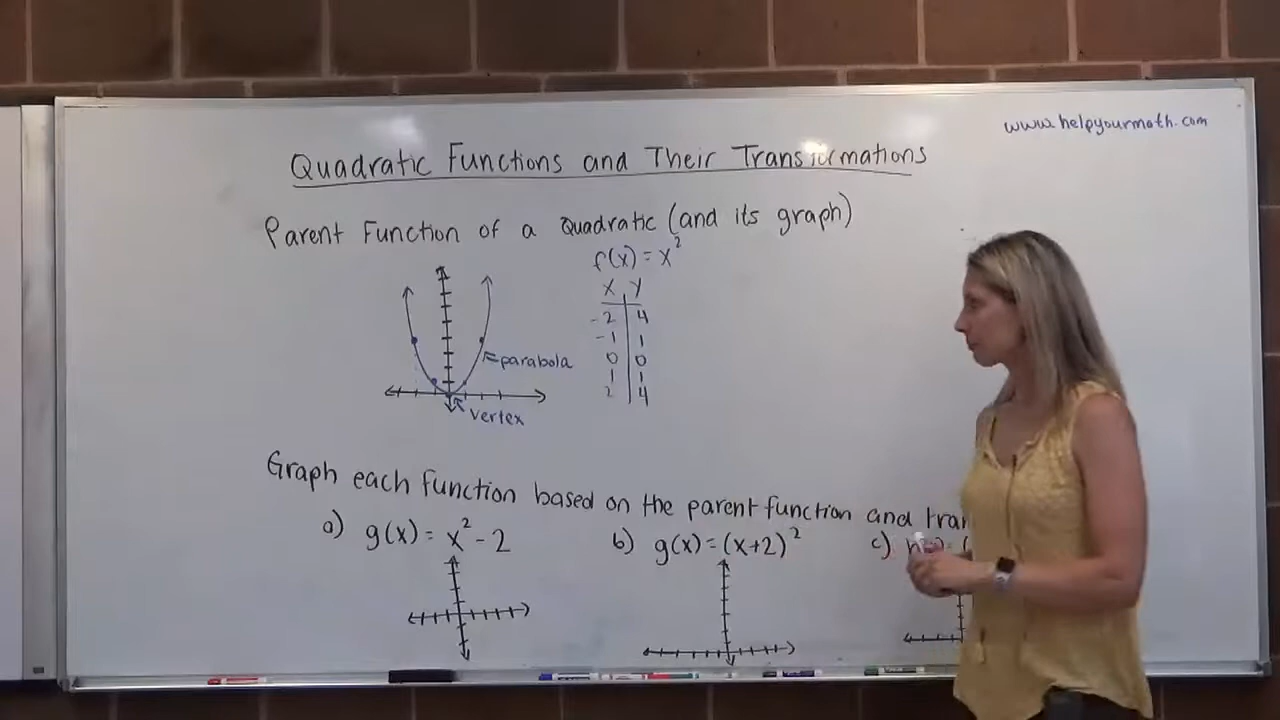 www.helpyourmath.com
Quadratic Functions and Their Transformations
Parent Function of a Quadratic (and its graph)
f(x) = x²
x y
-2 4
-1 1
0 0
1 1
2 4
parabola
vertex
Graph each function based on the parent function and
a) g(x) = x² - 2
b) g(x) = (x+2)²
c)